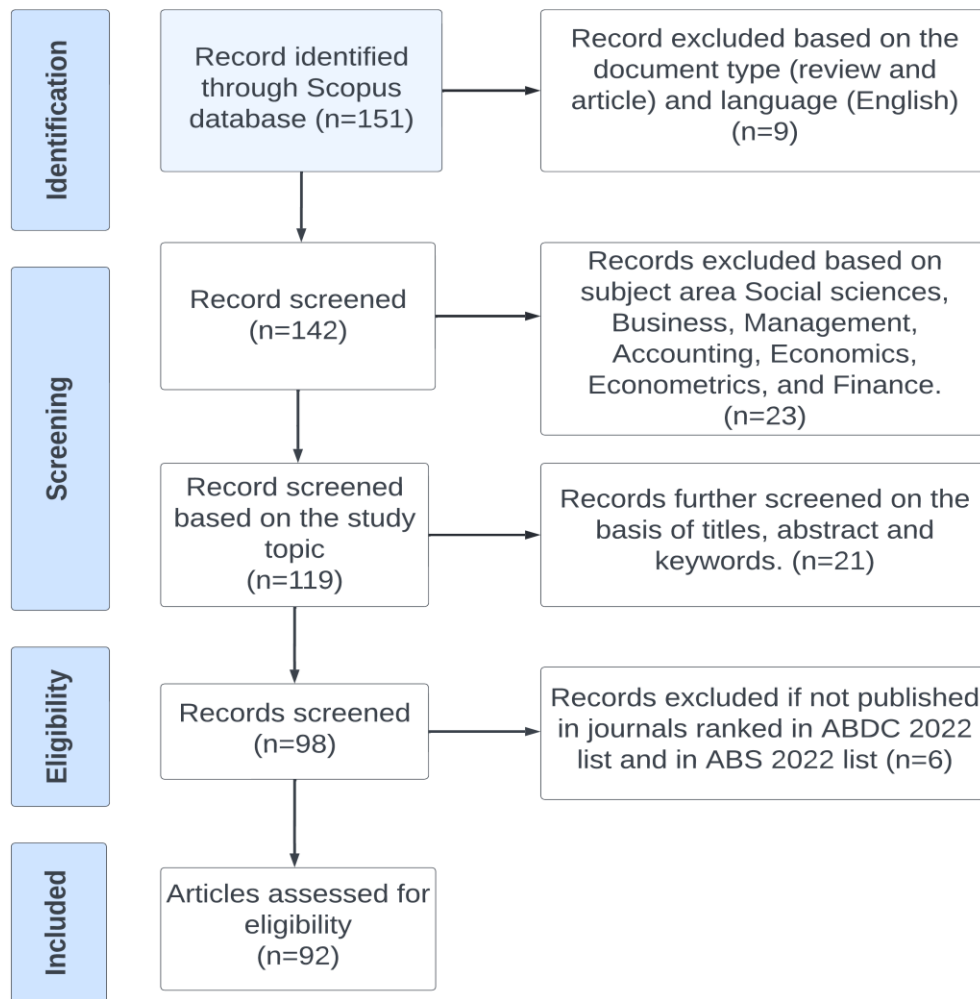 Identification
Record identified
through Scopus
database (n=151)
Record excluded based on the
document type (review and
article) and language (English)
(n=9)
Screening
Record screened
(n=142)
Records excluded based on
subject area Social sciences,
Business, Management,
Accounting, Economics,
Econometrics, and Finance.
(n=23)
Record screened
based on the study
topic
(n=119)
Records further screened on the
basis of titles, abstract and
keywords. (n=21)
Eligibility
Records screened
(n=98)
Records excluded if not published
in journals ranked in ABDC 2022
list and in ABS 2022 list (n=6)
Included
Articles assessed for
eligibility
(n=92)